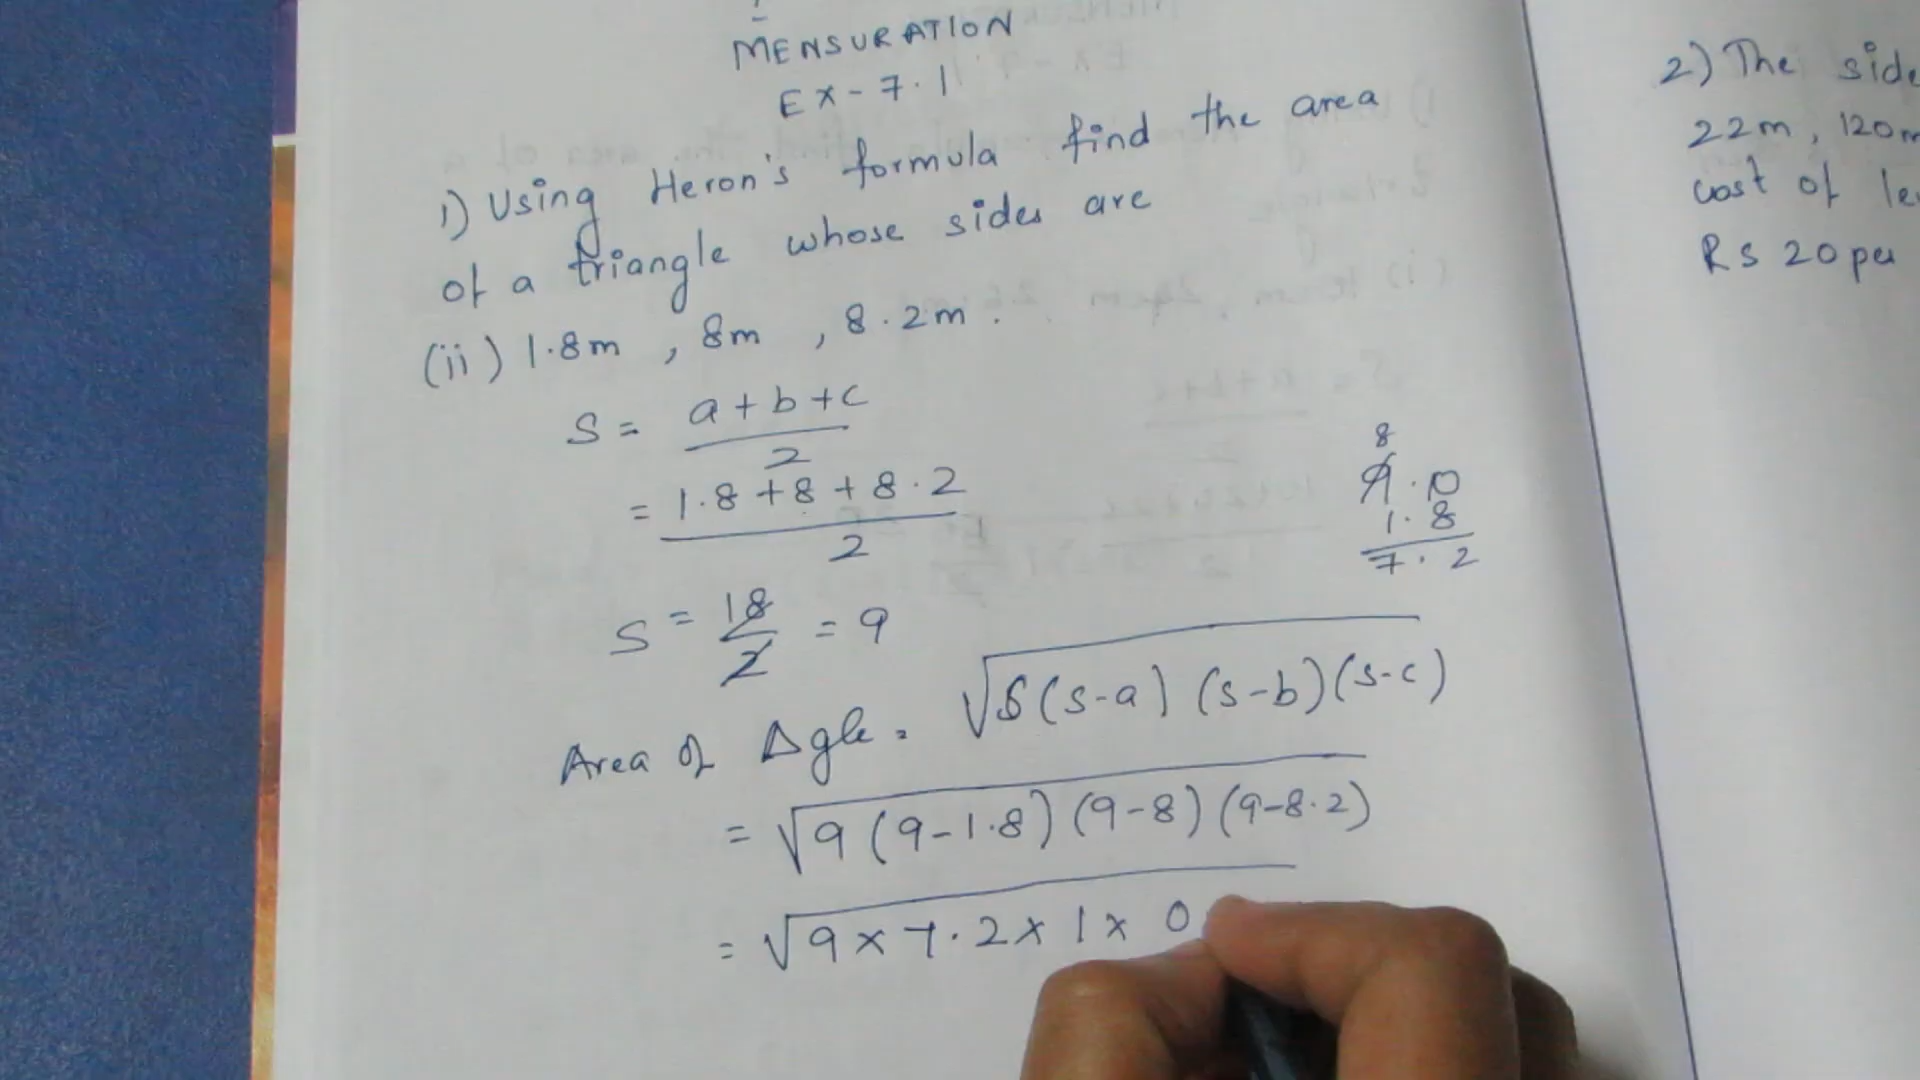 MENSURATION
EX-7.1
1) Using Heron's formula find the area
of a triangle whose sides are
(ii) 1.8m, 8m, 8.2m.
S = a+b+c
2
= 1.8+8+8.2
2
S = 18/2 = 9
8
9.10
1.8
7.2
Area of Δgle = √S(s-a)(s-b)(s-c)
= √9(9-1.8)(9-8)(9-8.2)
= √9×7.2×1×0
2) The side
22m, 120m
cost of le
Rs 20 per